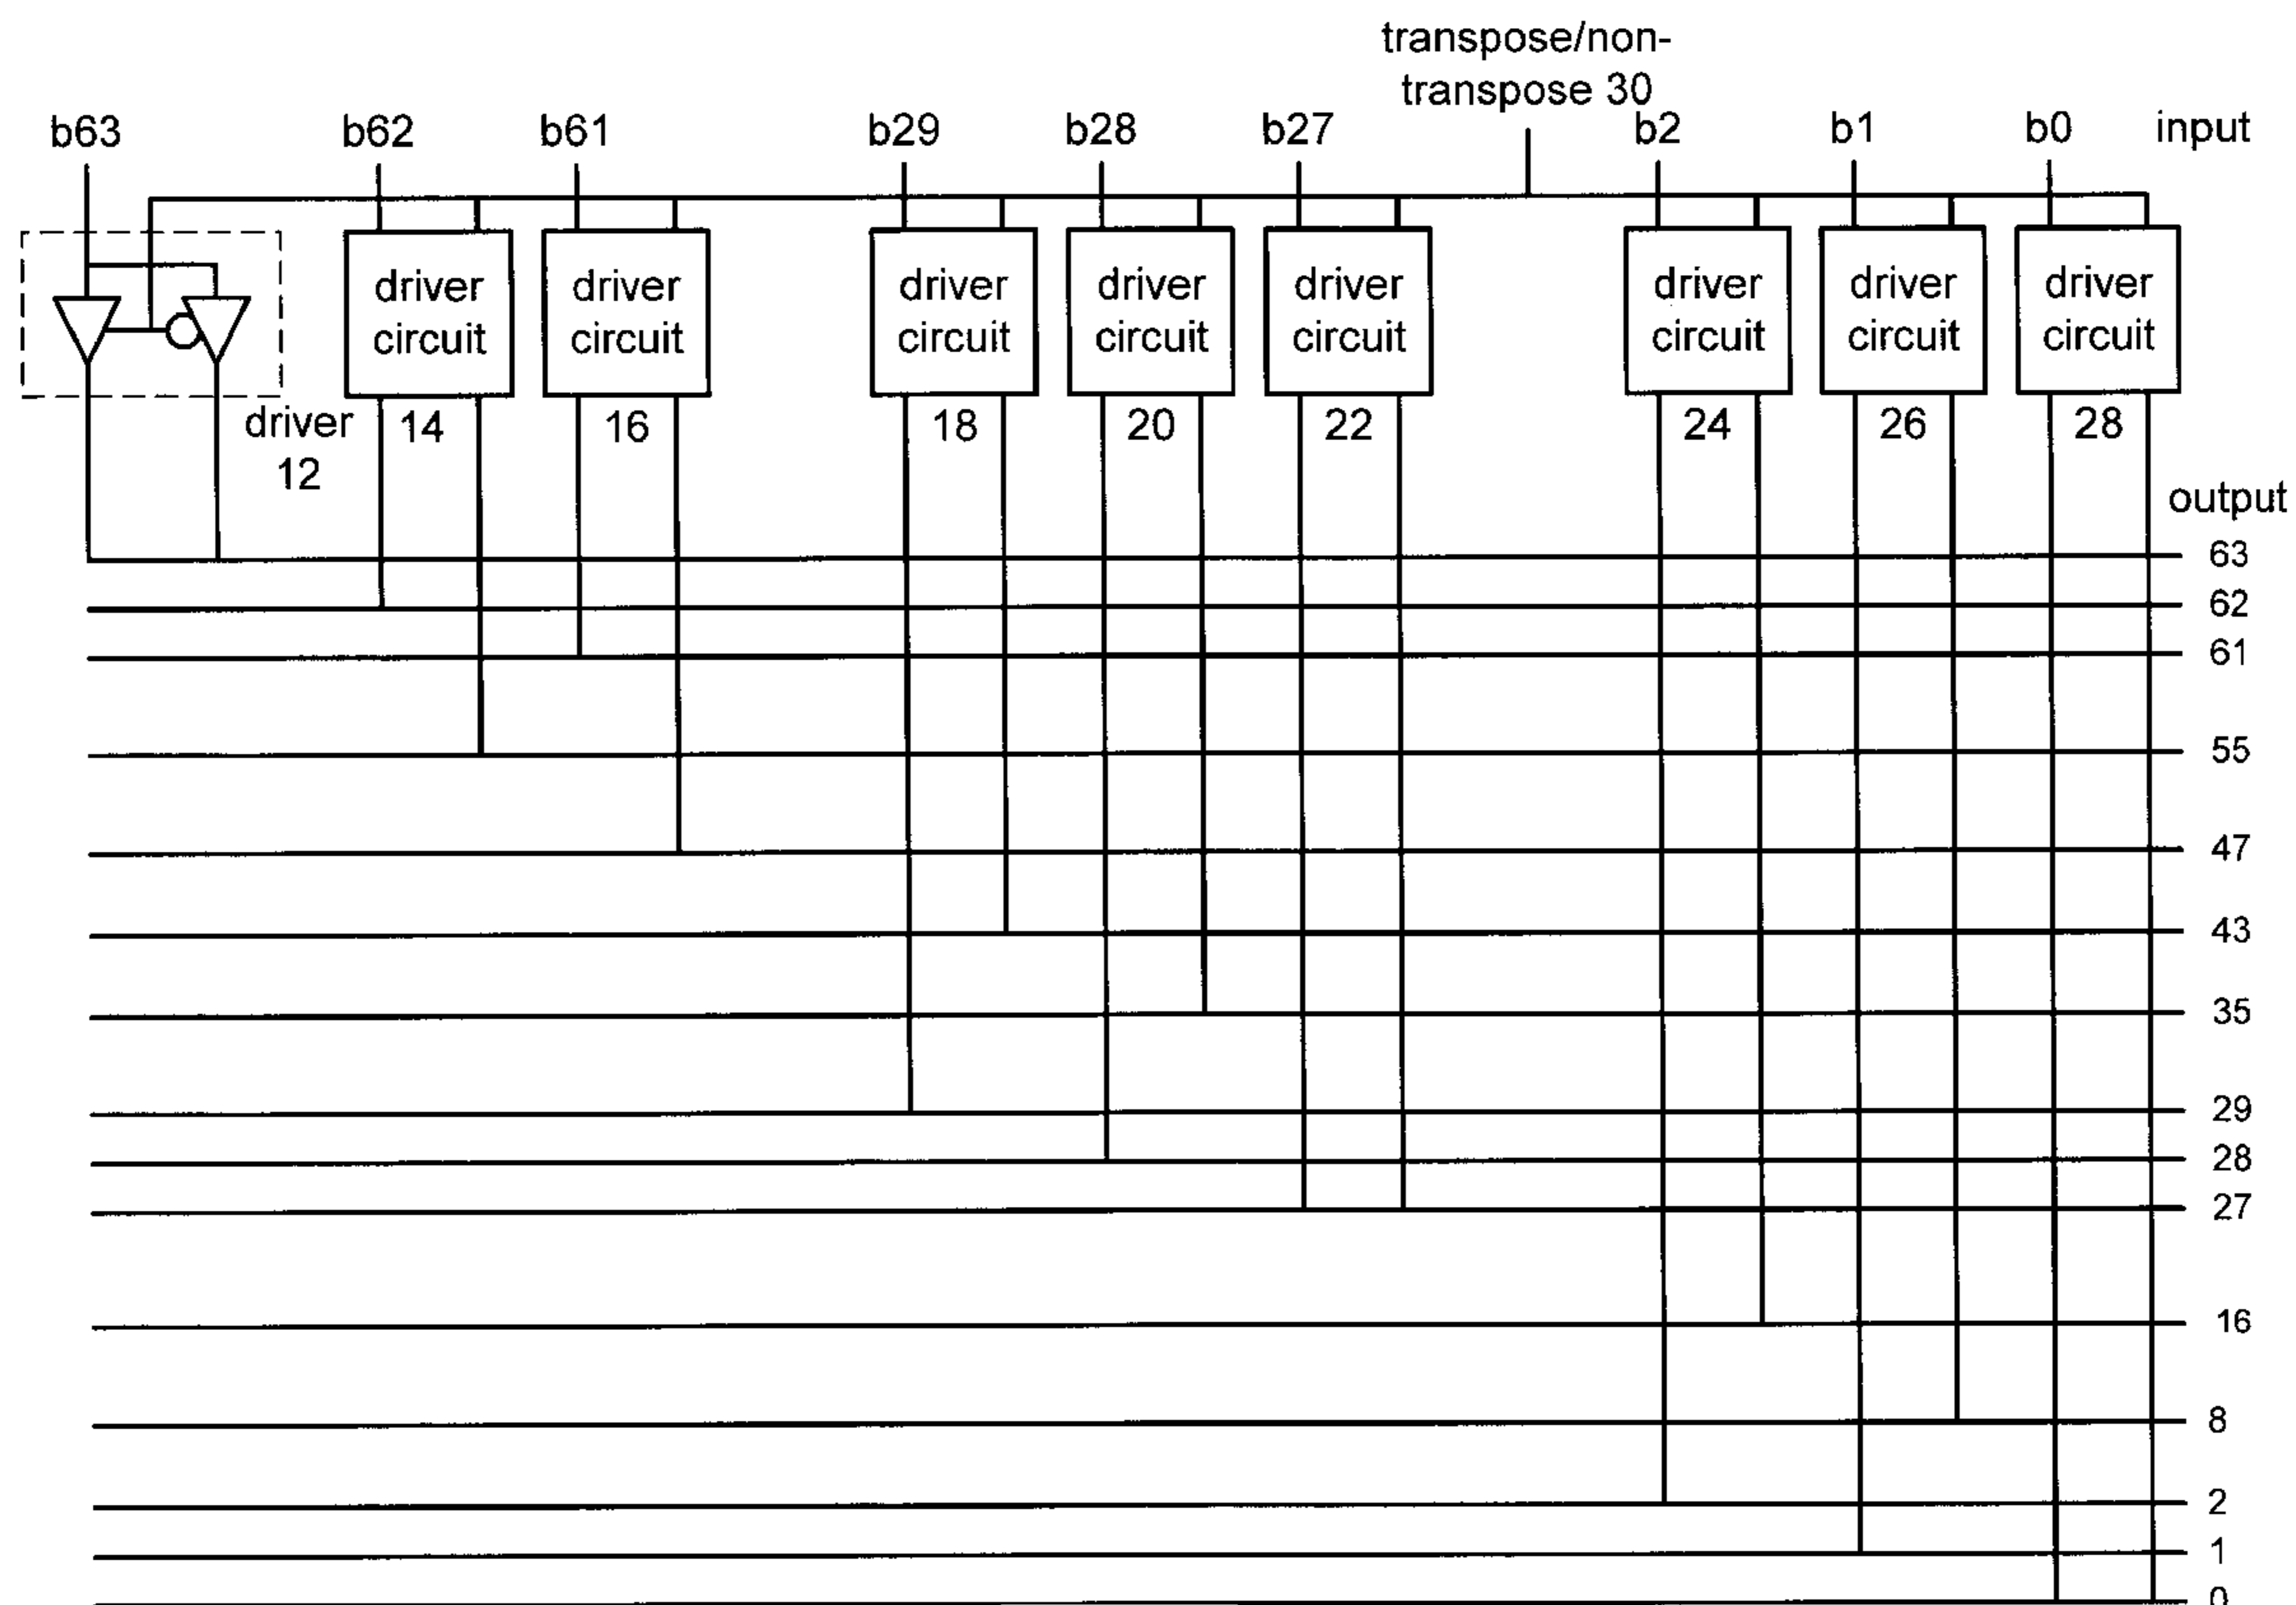 transpose/non-
transpose 30
b63 b62 b61 b29 b28 b27 b2 b1 b0 input
driver driver driver driver driver driver driver driver
circuit circuit circuit circuit circuit circuit circuit circuit
driver 14 16 18 20 22 24 26 28
12
output
63
62
61
55
47
43
35
29
28
27
16
8
2
1
0